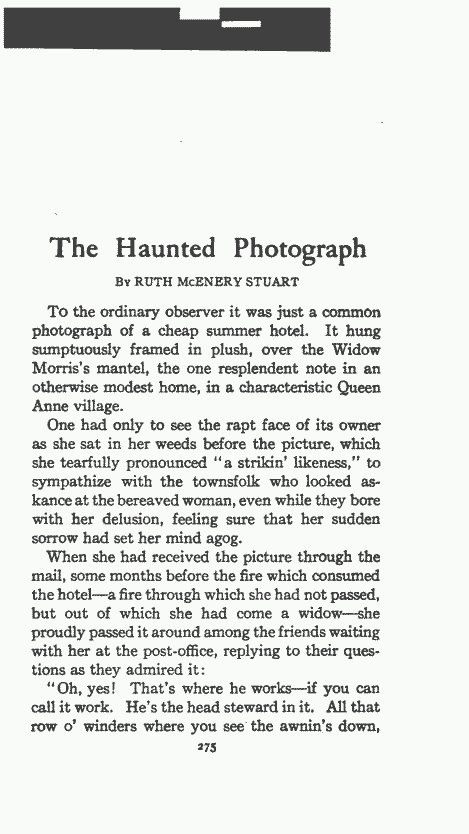 The Haunted Photograph
By RUTH McENERY STUART
To the ordinary observer it was just a common
photograph of a cheap summer hotel. It hung
sumptuously framed in plush, over the Widow
Morris's mantel, the one resplendent note in an
otherwise modest home, in a characteristic Queen
Anne village.
One had only to see the rapt face of its owner
as she sat in her weeds before the picture, which
she tearfully pronounced "a strikin' likeness," to
sympathize with the townsfolk who looked as-
kance at the bereaved woman, even while they bore
with her delusion, feeling sure that her sudden
sorrow had set her mind agog.
When she had received the picture through the
mail, some months before the fire which consumed
the hotel—a fire through which she had not passed,
but out of which she had come a widow—she
proudly passed it around among the friends waiting
with her at the post-office, replying to their ques-
tions as they admired it:
"Oh, yes! That's where he works—if you can
call it work. He's the head steward in it. All that
row o' winders where you see the awnin's down,
275